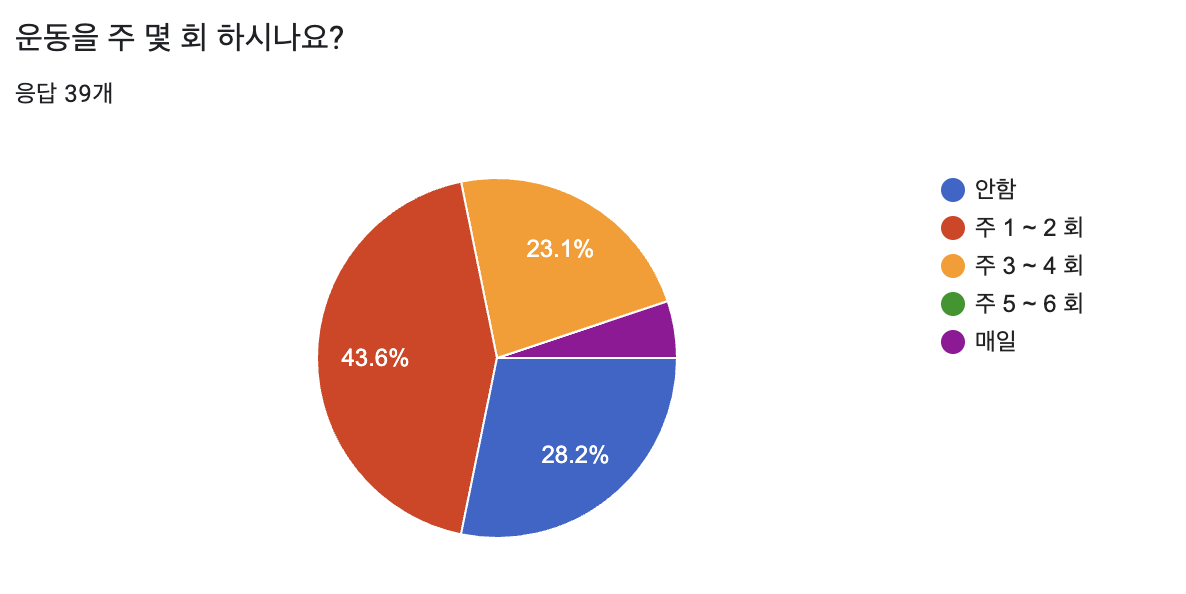 운동을 주 몇 회 하시나요?
응답 39개
23.1%
43.6%
28.2%
안함
주 1 ~ 2 회
주 3 ~ 4 회
주 5 ~ 6 회
매일